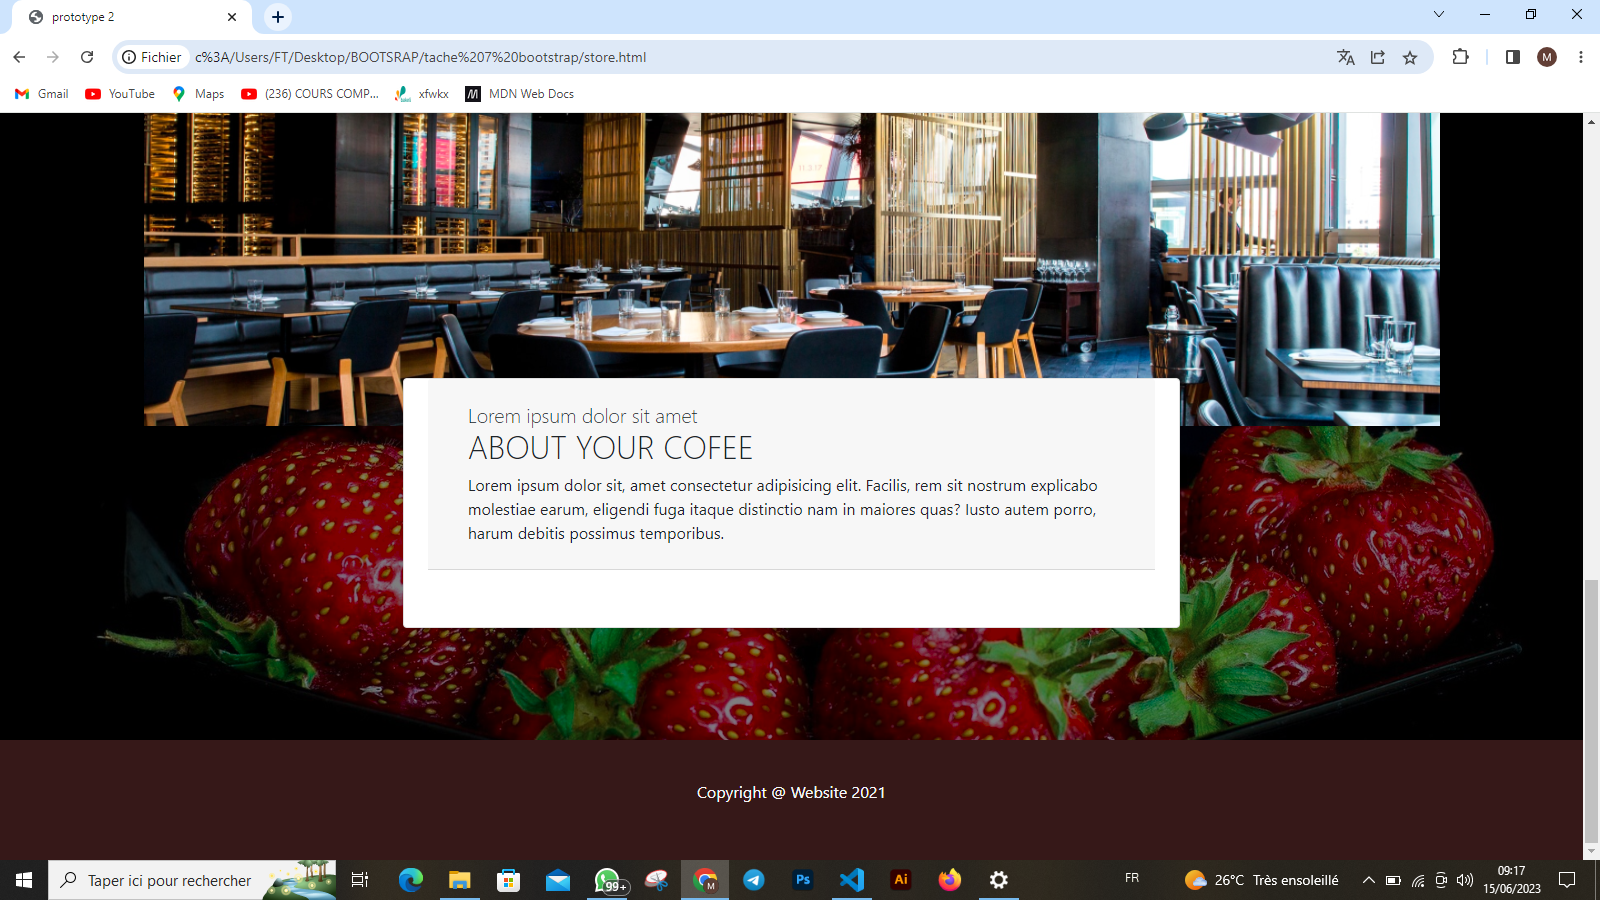 prototype 2
Fichier
c%3A/Users/FT/Desktop/BOOTSRAP/tache%207%20bootstrap/store.html
M
Gmail
YouTube
Maps
(236) COURS COMP...
xfwkx
MDN Web Docs
Lorem ipsum dolor sit amet
ABOUT YOUR COFEE
Lorem ipsum dolor sit, amet consectetur adipisicing elit. Facilis, rem sit nostrum explicabo
molestiae earum, eligendi fuga itaque distinctio nam in maiores quas? Iusto autem porro,
harum debitis possimus temporibus.
Copyright @ Website 2021
Taper ici pour rechercher
99+
M
Ps
Ai
FR
26°C Très ensoleillé
09:17
15/06/2023